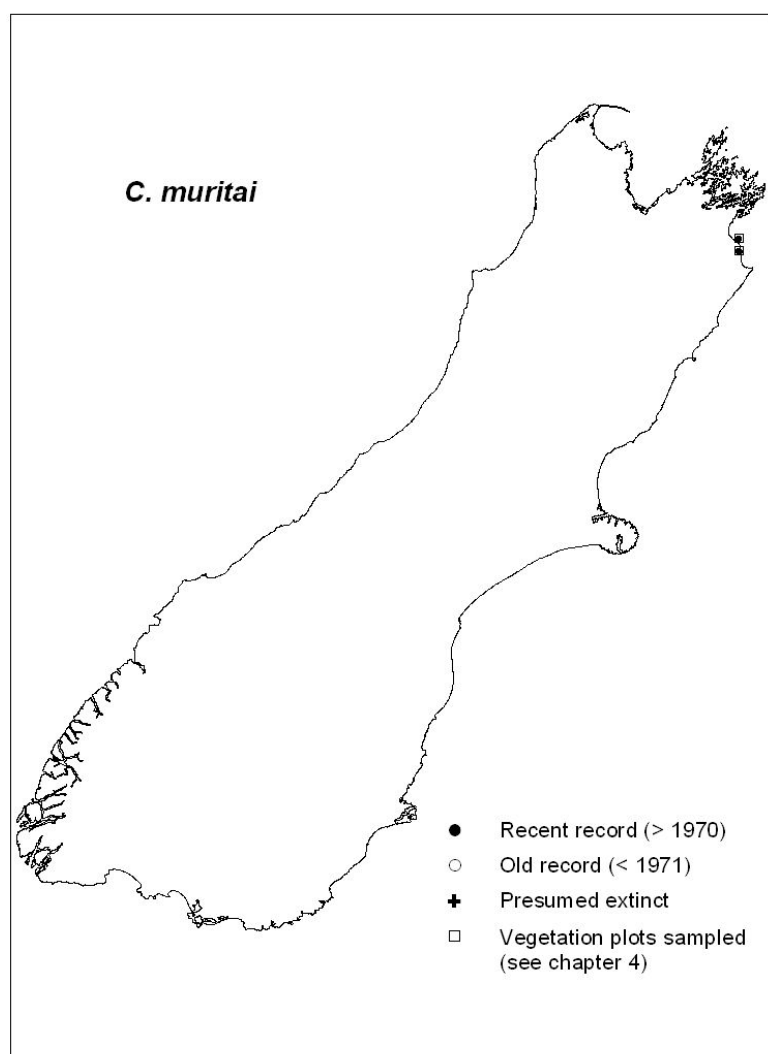 C. muritai
Recent record (> 1970)
Old record (< 1971)
Presumed extinct
Vegetation plots sampled
(see chapter 4)